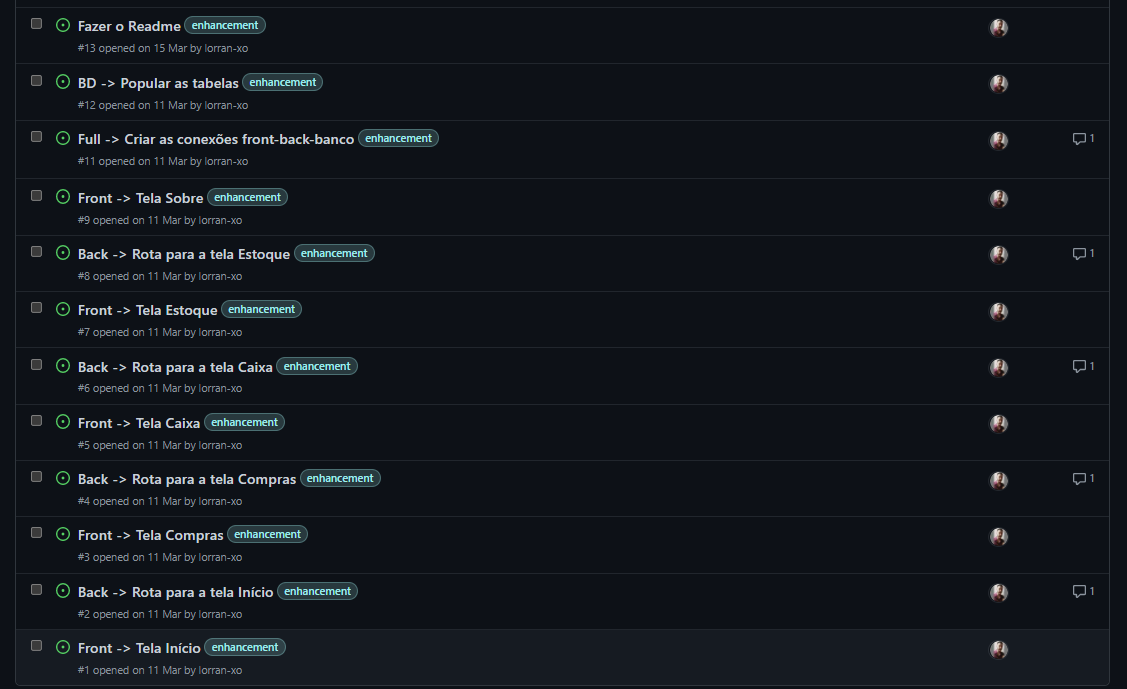 Fazer o Readme enhancement
#13 opened on 15 Mar by lorran-xo
BD -> Popular as tabelas enhancement
#12 opened on 11 Mar by lorran-xo
Full -> Criar as conexões front-back-banco enhancement 1
#11 opened on 11 Mar by lorran-xo
Front -> Tela Sobre enhancement
#9 opened on 11 Mar by lorran-xo
Back -> Rota para a tela Estoque enhancement 1
#8 opened on 11 Mar by lorran-xo
Front -> Tela Estoque enhancement
#7 opened on 11 Mar by lorran-xo
Back -> Rota para a tela Caixa enhancement 1
#6 opened on 11 Mar by lorran-xo
Front -> Tela Caixa enhancement
#5 opened on 11 Mar by lorran-xo
Back -> Rota para a tela Compras enhancement 1
#4 opened on 11 Mar by lorran-xo
Front -> Tela Compras enhancement
#3 opened on 11 Mar by lorran-xo
Back -> Rota para a tela Início enhancement 1
#2 opened on 11 Mar by lorran-xo
Front -> Tela Início enhancement
#1 opened on 11 Mar by lorran-xo